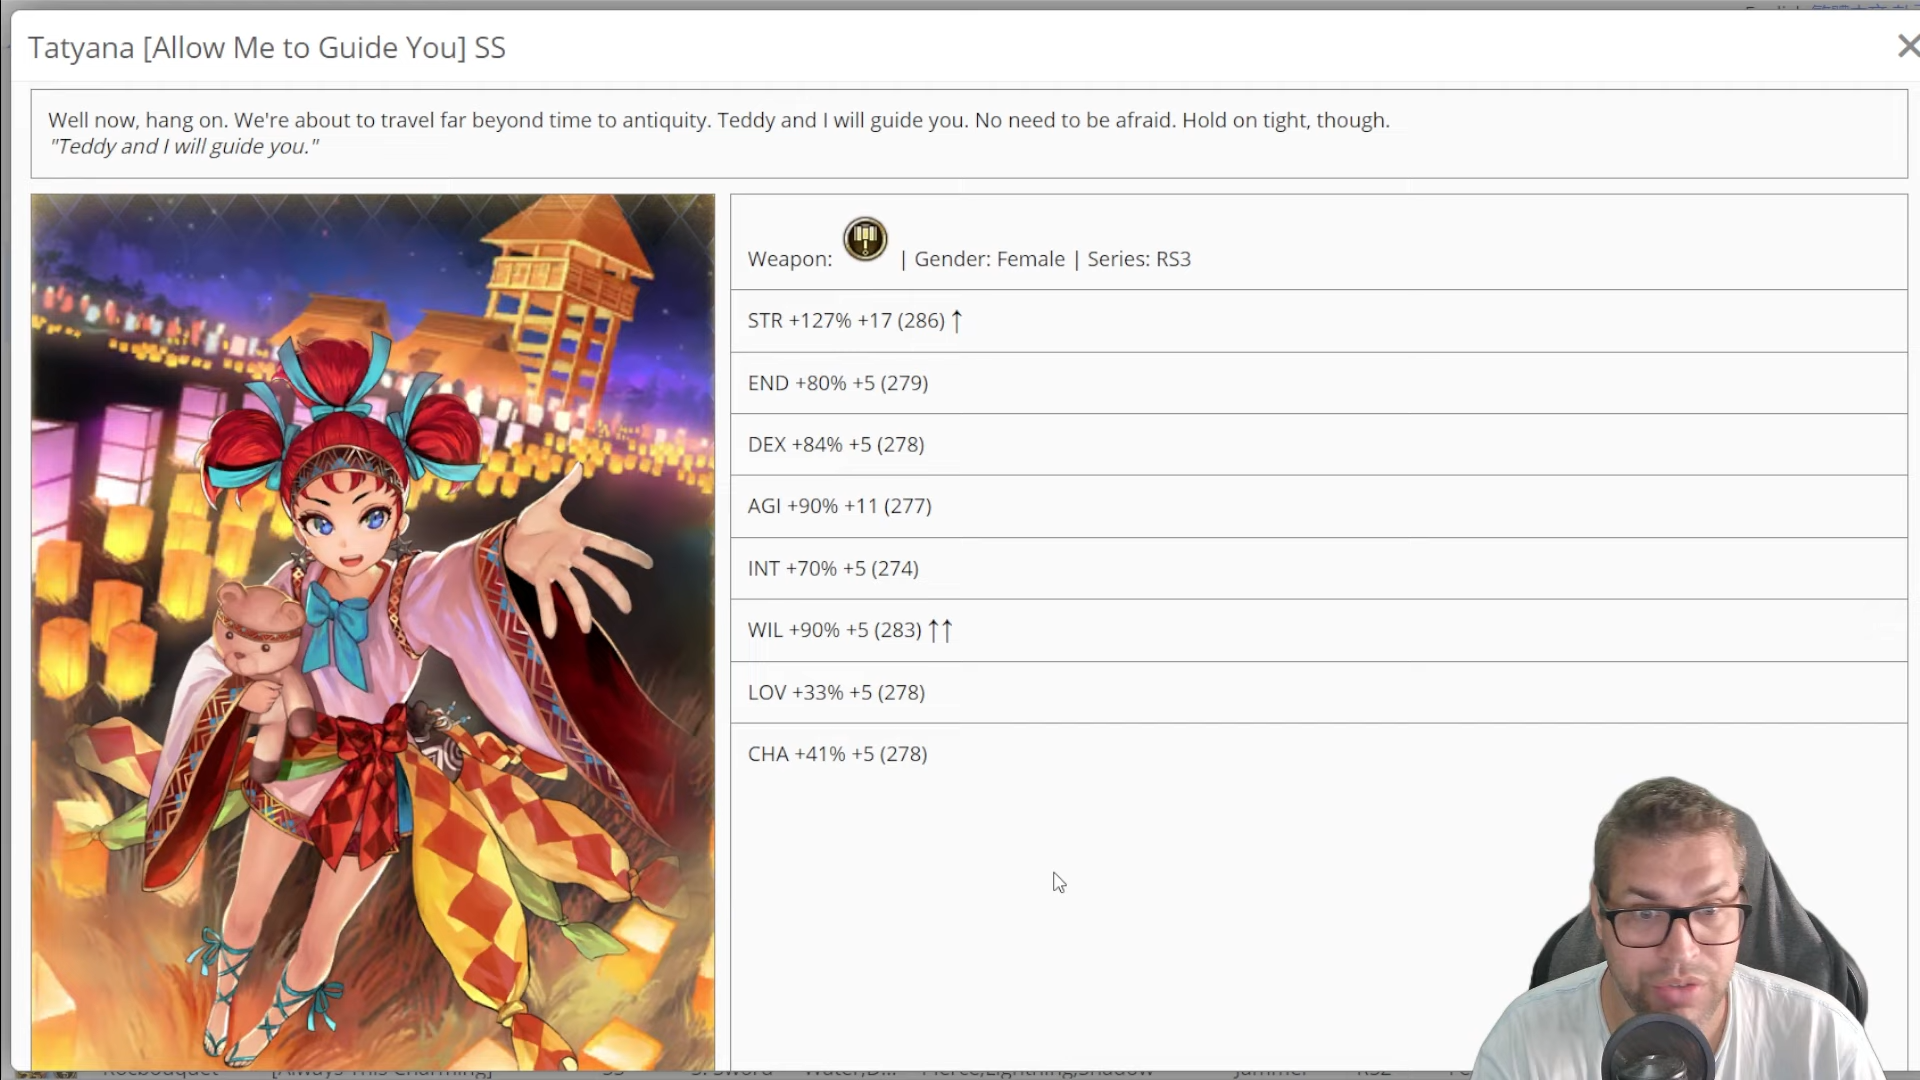 Tatyana [Allow Me to Guide You] SS
Well now, hang on. We're about to travel far beyond time to antiquity. Teddy and I will guide you. No need to be afraid. Hold on tight, though.
"Teddy and I will guide you."
Weapon: | Gender: Female | Series: RS3
STR +127% +17 (286) ↑
END +80% +5 (279)
DEX +84% +5 (278)
AGI +90% +11 (277)
INT +70% +5 (274)
WIL +90% +5 (283) ↑↑
LOV +33% +5 (278)
CHA +41% +5 (278)